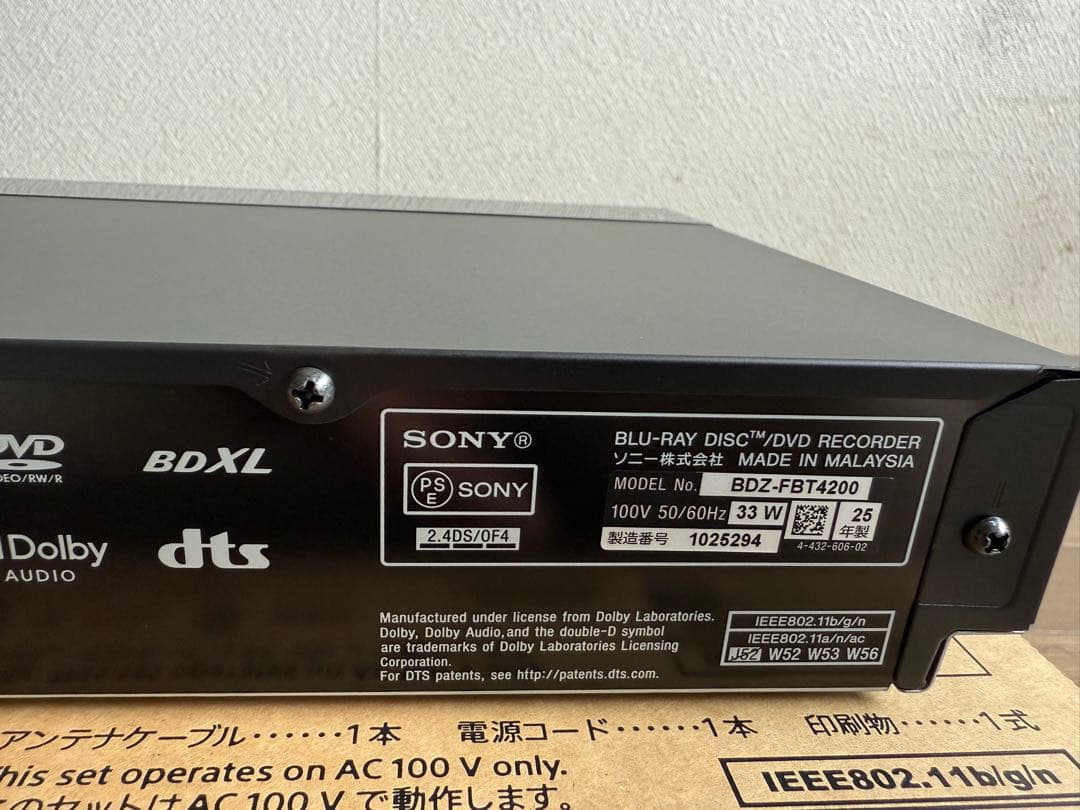 SONY®
BLU-RAY DISC™/DVD RECORDER
ソニー株式会社 MADE IN MALAYSIA
PSE SONY
MODEL No. BDZ-FBT4200
100V 50/60Hz 33 W 25年製
2.4DS/OF4
製造番号 1025294
4-432-606-02
BDXL
Dolby
AUDIO
dts
Manufactured under license from Dolby Laboratories.
Dolby, Dolby Audio, and the double-D symbol
are trademarks of Dolby Laboratories Licensing
Corporation.
For DTS patents, see http://patents.dts.com.
IEEE802.11b/g/n
IEEE802.11a/n/ac
J52 W52 W53 W56
アンテナケーブル……1本 電源コード……1本 印刷物……1式
his set operates on AC 100 V only.
のセットはAC 100 V で動作します。
IEEE802.11b/g/n